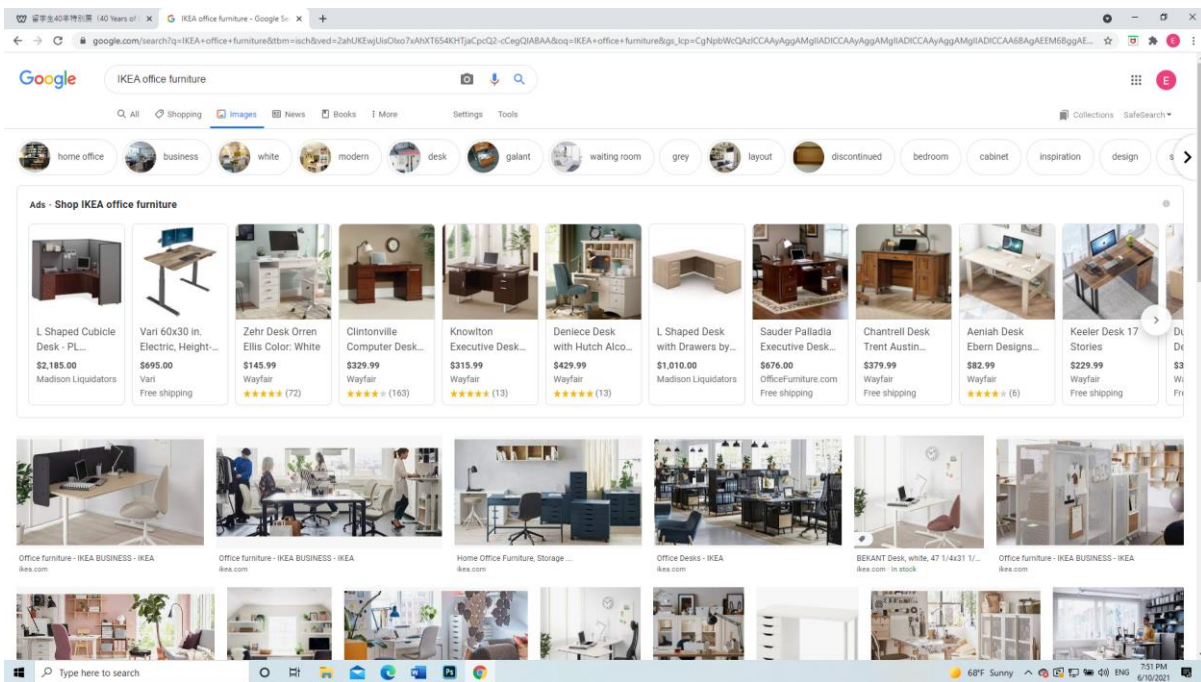 留学生40年特別展 (40 Years of
IKEA office furniture - Google Se
google.com/search?q=IKEA+office+furniture&tbm=isch&ved=
Google
IKEA office furniture
E
All
Shopping
Images
News
Books
More
Settings
Tools
Collections
SafeSearch
home office
business
white
modern
desk
galant
waiting room
grey
layout
discontinued
bedroom
cabinet
inspiration
design
s
Ads · Shop IKEA office furniture
L Shaped Cubicle
Desk - PL...
$2,185.00
Madison Liquidators
Vari 60x30 in.
Electric, Height-...
$695.00
Vari
Free shipping
Zehr Desk Orren
Ellis Color: White
$145.99
Wayfair
(72)
Clintonville
Computer Desk...
$329.99
Wayfair
(163)
Knowlton
Executive Desk...
$315.99
Wayfair
(13)
Deniece Desk
with Hutch Alco...
$429.99
Wayfair
(13)
L Shaped Desk
with Drawers by...
$1,010.00
Madison Liquidators
Sauder Palladia
Executive Desk...
$676.00
OfficeFurniture.com
Free shipping
Chantrell Desk
Trent Austin...
$379.99
Wayfair
Free shipping
Aeniah Desk
Ebern Designs...
$82.99
Wayfair
(6)
Keeler Desk 17
Stories
$229.99
Wayfair
Free shipping
Du
De
$3
Wa
Fre
Office furniture - IKEA BUSINESS - IKEA
ikea.com
Office furniture - IKEA BUSINESS - IKEA
ikea.com
Home Office Furniture, Storage ...
ikea.com
Office Desks - IKEA
ikea.com
BEKANT Desk, white, 47 1/4x31 1/...
ikea.com · In stock
Office furniture - IKEA BUSINESS - IKEA
ikea.com
Type here to search
68°F Sunny
ENG
7:51 PM
6/10/2021